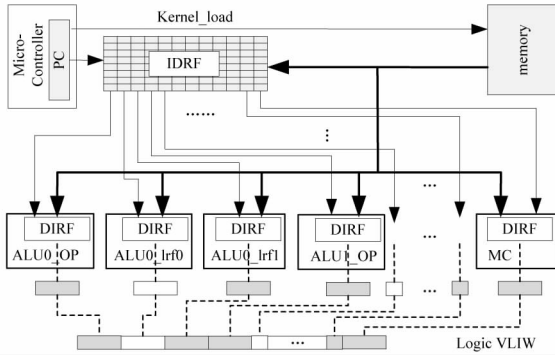 Kernel_load
Micro-
Controller
PC
IDRF
memory
......
...
...
DIRF
DIRF
DIRF
DIRF
DIRF
ALU0_OP
ALU0_lrf0
ALU0_lrf1
ALU1_OP
...
MC
...
...
Logic VLIW